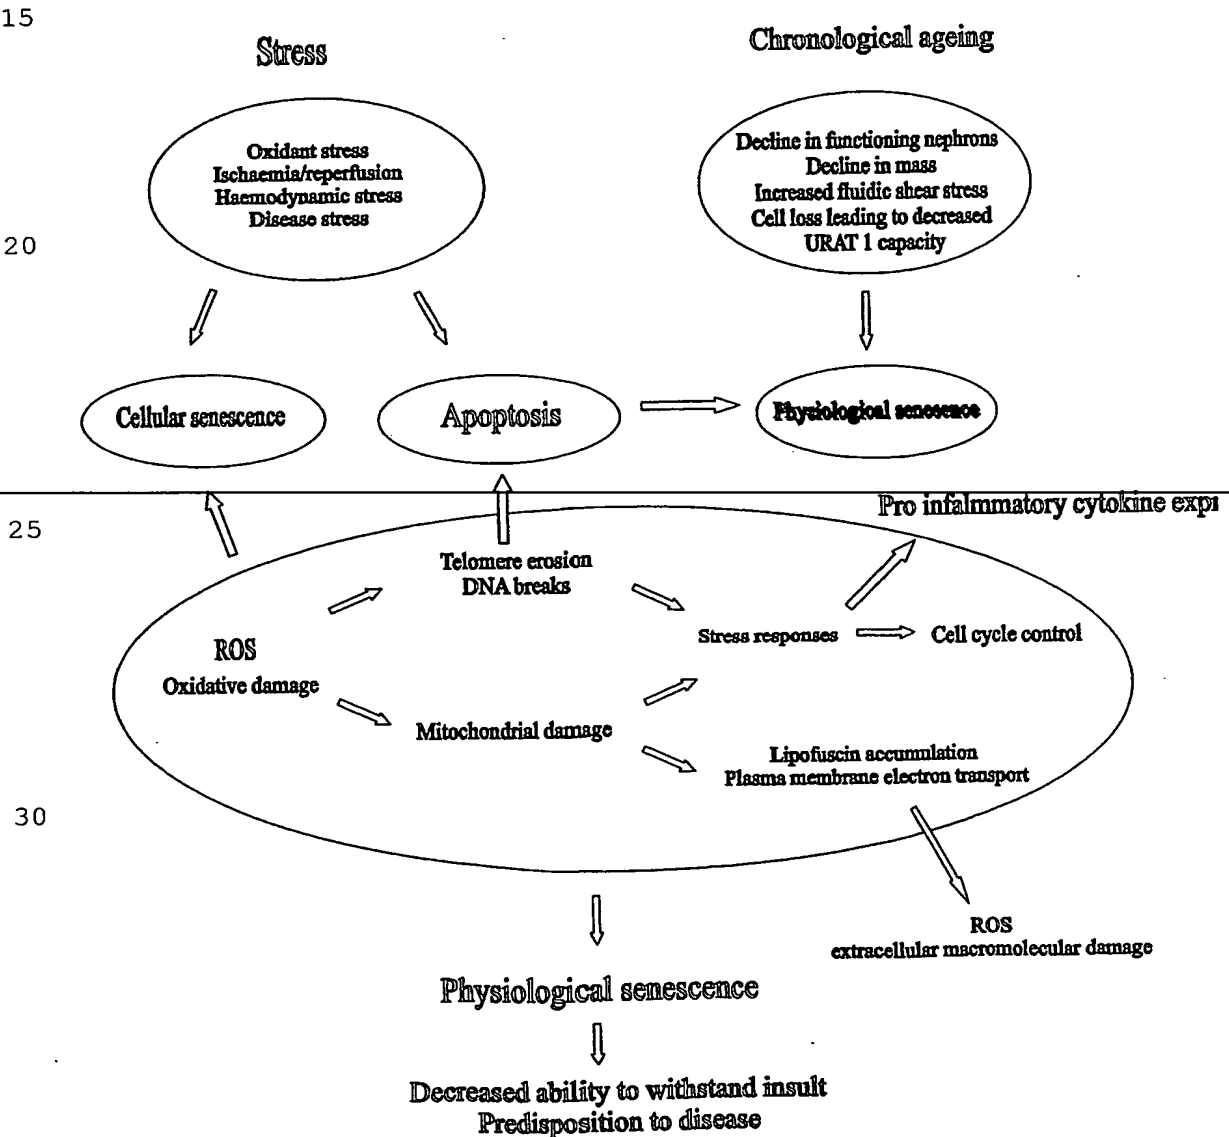 15
Stress
Chronological ageing
Oxidant stress
Ischaemia/reperfusion
Haemodynamic stress
Disease stress
Decline in functioning nephrons
Decline in mass
Increased fluidic shear stress
Cell loss leading to decreased
URAT 1 capacity
20
Cellular senescence
Apoptosis
Physiological senescence
25
Pro infalmmatory cytokine expr
Telomere erosion
DNA breaks
Stress responses
Cell cycle control
ROS
Oxidative damage
Mitochondrial damage
Lipofuscin accumulation
Plasma membrane electron transport
30
ROS
extracellular macromolecular damage
Physiological senescence
Decreased ability to withstand insult
Predisposition to disease